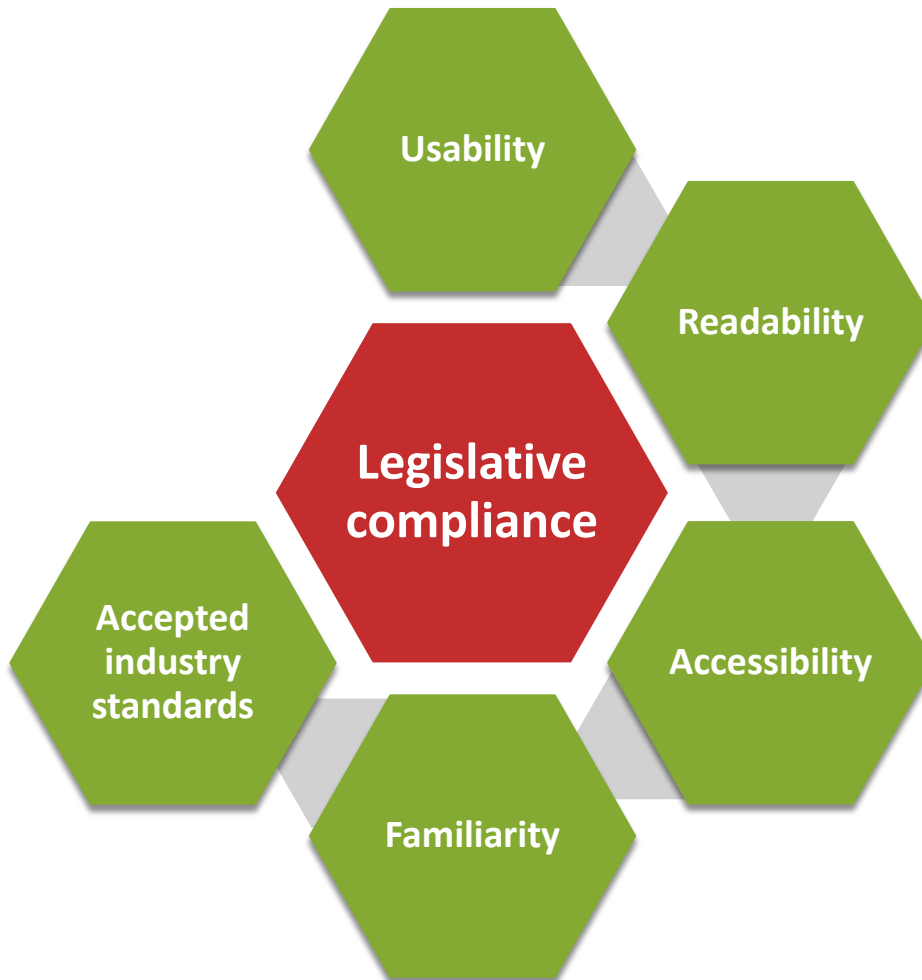 Usability
Readability
Legislative
compliance
Accepted
industry
standards
Accessibility
Familiarity